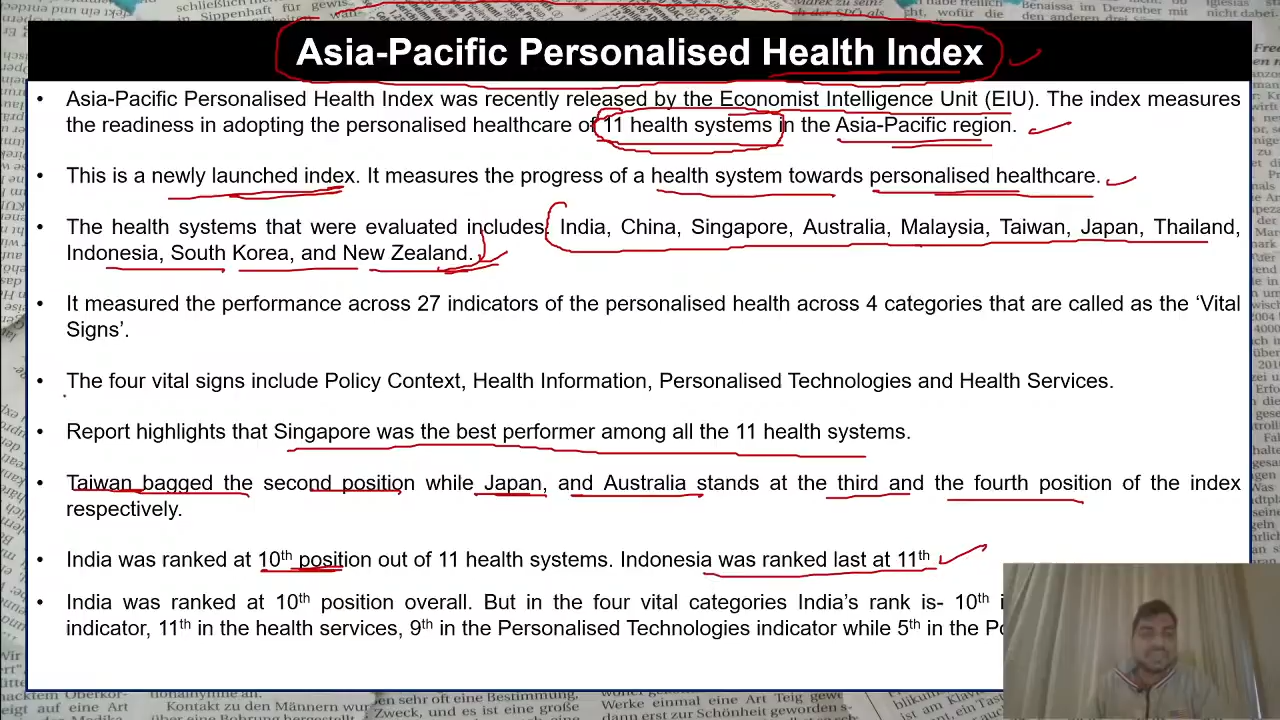 Asia-Pacific Personalised Health Index
• Asia-Pacific Personalised Health Index was recently released by the Economist Intelligence Unit (EIU). The index measures
the readiness in adopting the personalised healthcare of 11 health systems in the Asia-Pacific region.
• This is a newly launched index. It measures the progress of a health system towards personalised healthcare.
• The health systems that were evaluated includes: India, China, Singapore, Australia, Malaysia, Taiwan, Japan, Thailand,
Indonesia, South Korea, and New Zealand.
• It measured the performance across 27 indicators of the personalised health across 4 categories that are called as the ‘Vital
Signs’.
• The four vital signs include Policy Context, Health Information, Personalised Technologies and Health Services.
• Report highlights that Singapore was the best performer among all the 11 health systems.
• Taiwan bagged the second position while Japan, and Australia stands at the third and the fourth position of the index
respectively.
• India was ranked at 10th position out of 11 health systems. Indonesia was ranked last at 11th
• India was ranked at 10th position overall. But in the four vital categories India’s rank is- 10th
indicator, 11th in the health services, 9th in the Personalised Technologies indicator while 5th in the